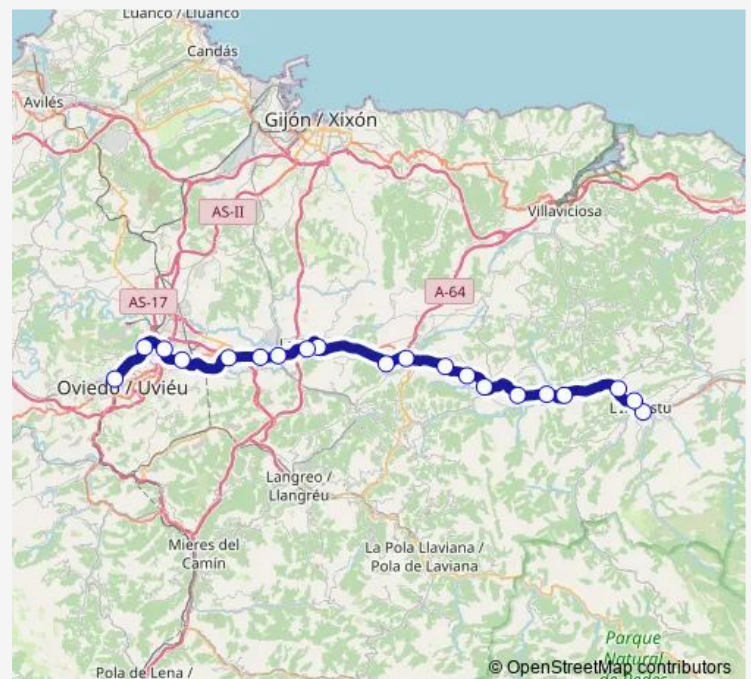 Luanco / Lluanco
Candás
Avilés
Gijón / Xixón
AS-II
Villaviciosa
A-64
AS-17
Oviedo / Uviéu
Langreo /
Llangréu
Mieres del
Camín
La Pola Llaviana /
Pola de Laviana
Parque
Natural
Pola de Lena /
© OpenStreetMap contributors